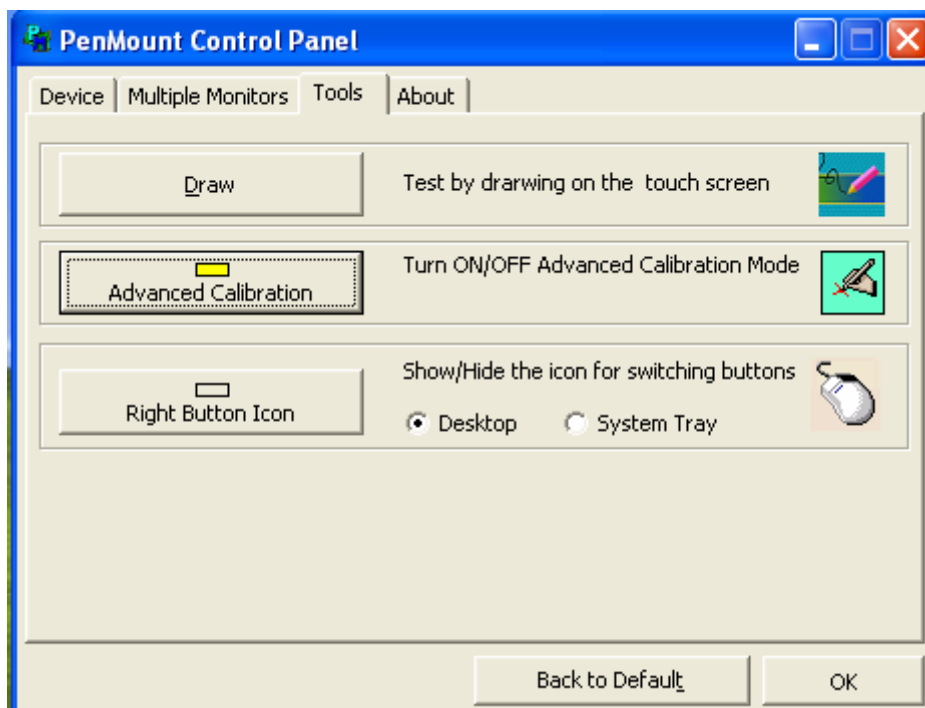 PenMount Control Panel
Device Multiple Monitors Tools About
Draw Test by drarwing on the touch screen
Advanced Calibration Turn ON/OFF Advanced Calibration Mode
Right Button Icon Show/Hide the icon for switching buttons
Desktop System Tray
Back to Default OK